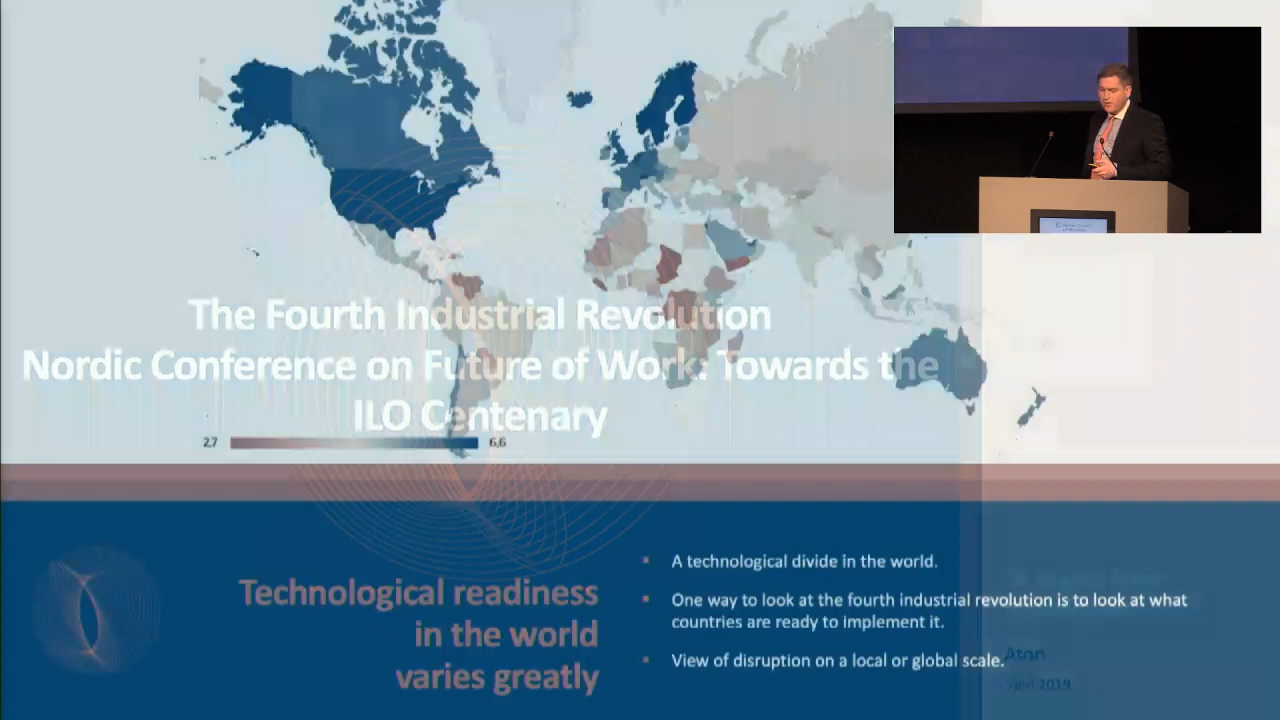 The Fourth Industrial Revolution
Nordic Conference on Future of Work: Towards the
ILO Centenary
2,7
6,6
Technological readiness
in the world
varies greatly
A technological divide in the world.
One way to look at the fourth industrial revolution is to look at what
countries are ready to implement it.
View of disruption on a local or global scale.
2019